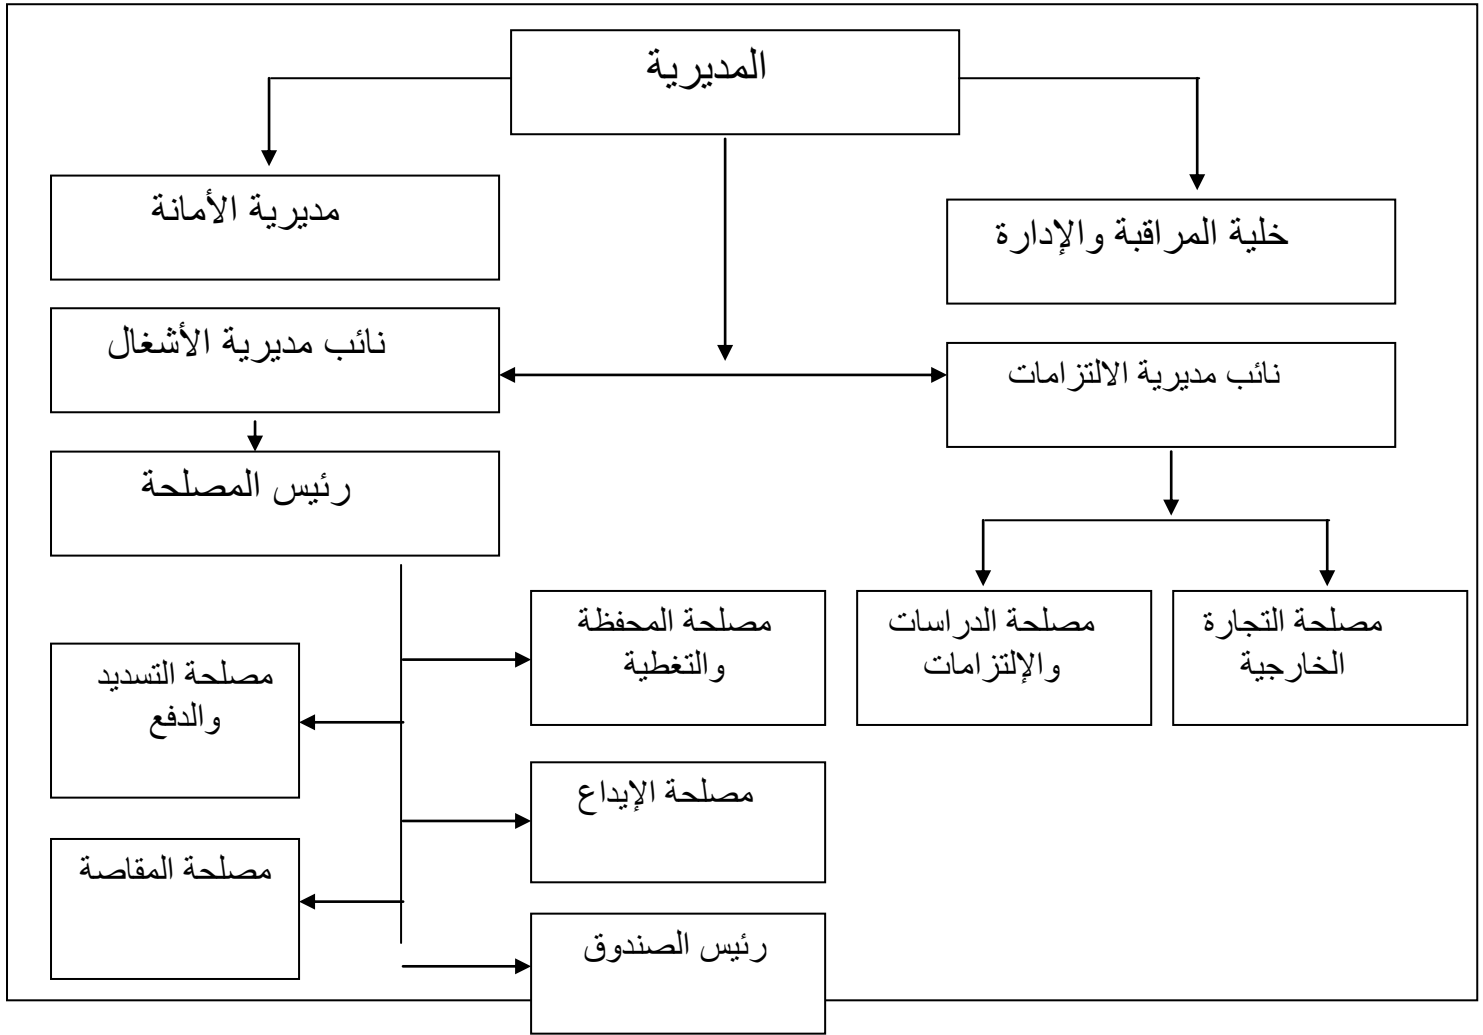 المديرية
مديرية الأمانة
خلية المراقبة والإدارة
نائب مديرية الأشغال
نائب مديرية الالتزامات
رئيس المصلحة
مصلحة التجارة
الخارجية
مصلحة الدراسات
والإلتزامات
مصلحة المحفظة
والتغطية
مصلحة التسديد
والدفع
مصلحة الإيداع
مصلحة المقاصة
رئيس الصندوق